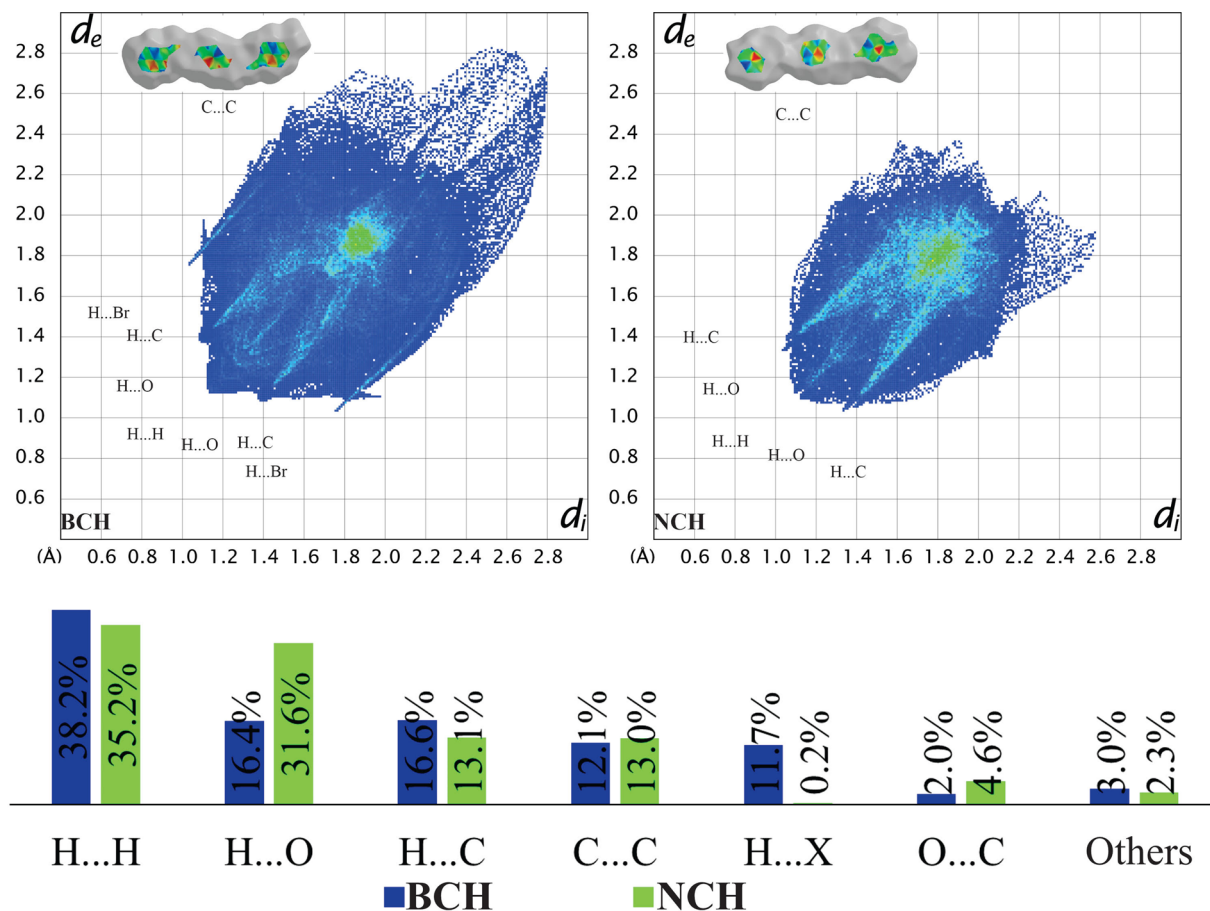 de
2.8
2.6
2.4
2.2
2.0
1.8
1.6
1.4
1.2
1.0
0.8
0.6
C...C
H...Br
H...C
H...O
H...H
H...O
H...C
H...Br
BCH
di
(Å) 0.6 0.8 1.0 1.2 1.4 1.6 1.8 2.0 2.2 2.4 2.6 2.8
de
2.8
2.6
2.4
2.2
2.0
1.8
1.6
1.4
1.2
1.0
0.8
0.6
C...C
H...C
H...O
H...H
H...O
H...C
NCH
di
(Å) 0.6 0.8 1.0 1.2 1.4 1.6 1.8 2.0 2.2 2.4 2.6 2.8
38.2% 35.2% 16.4% 31.6% 16.6% 13.1% 12.1% 13.0% 11.7% 0.2% 2.0% 4.6% 3.0% 2.3%
H...H H...O H...C C...C H...X O...C Others
BCH NCH